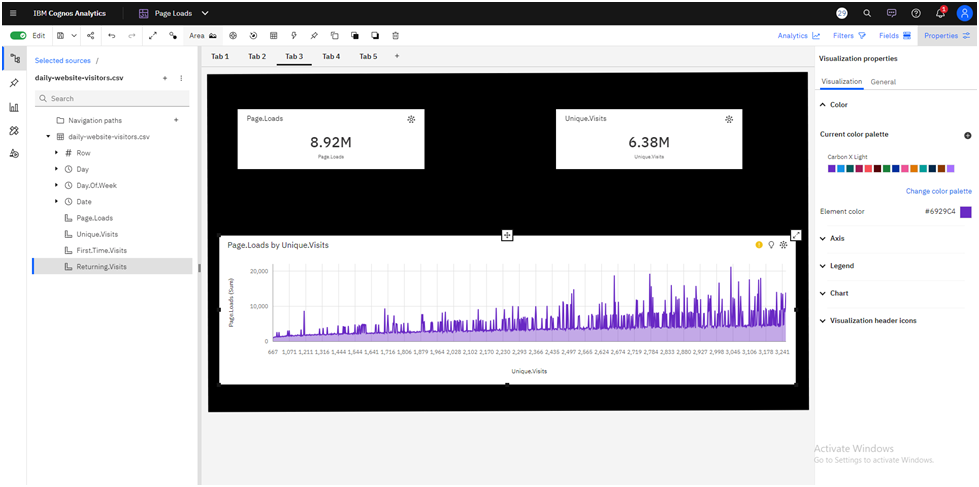 IBM Cognos Analytics
Page Loads
29
1
Edit
Area
Analytics
Filters
Fields
Properties
Selected sources /
daily-website-visitors.csv
Search
Navigation paths
daily-website-visitors.csv
Row
Day
Day.Of.Week
Date
Page.Loads
Unique.Visits
First.Time.Visits
Returning.Visits
Tab 1
Tab 2
Tab 3
Tab 4
Tab 5
Page.Loads
8.92M
Page.Loads
Unique.Visits
6.38M
Unique.Visits
Page.Loads by Unique.Visits
Page.Loads (Sum)
20,000
10,000
0
667 1,071 1,211 1,316 1,444 1,544 1,641 1,716 1,806 1,879 1,964 2,028 2,102 2,170 2,230 2,293 2,366 2,435 2,497 2,565 2,624 2,674 2,719 2,784 2,833 2,880 2,927 2,998 3,046 3,106 3,178 3,241
Unique.Visits
Visualization properties
Visualization
General
Color
Current color palette
Carbon X Light
Change color palette
Element color
#6929C4
Axis
Legend
Chart
Visualization header icons
Activate Windows
Go to Settings to activate Windows.